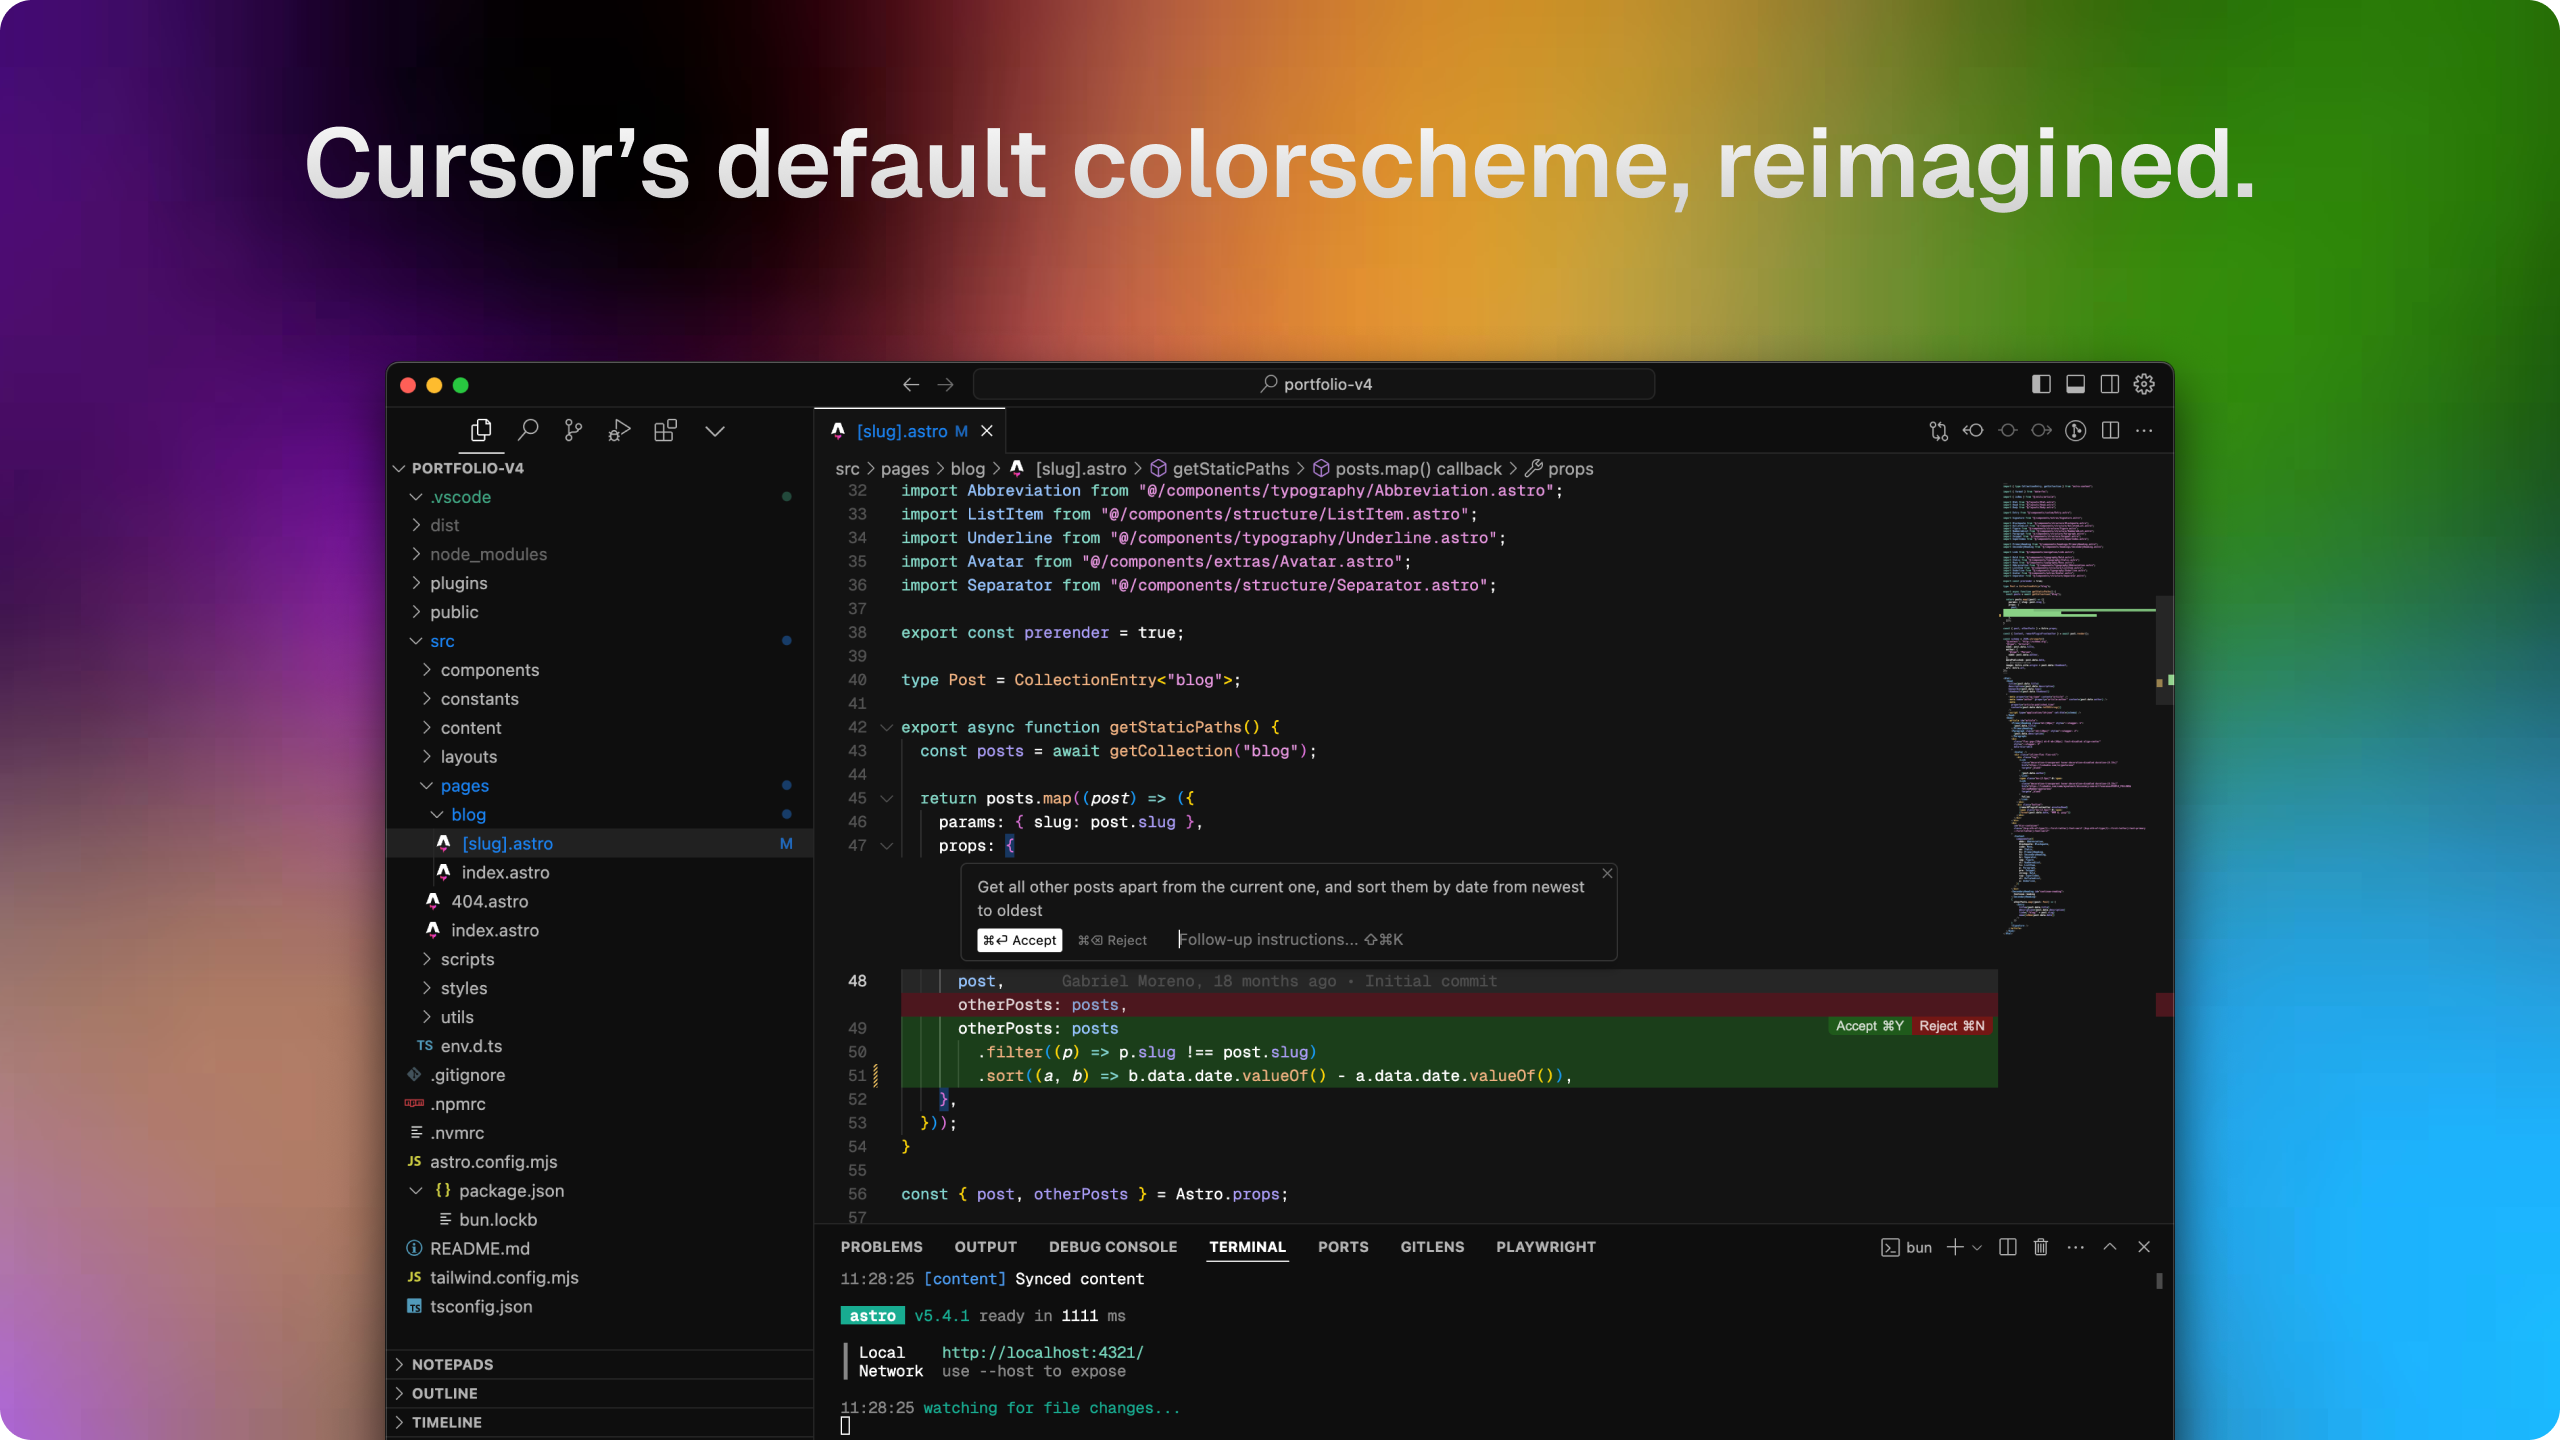 Cursor’s default colorscheme, reimagined.
portfolio-v4
PORTFOLIO-V4
.vscode
dist
node_modules
plugins
public
src
components
constants
content
layouts
pages
blog
[slug].astro M
index.astro
404.astro
index.astro
scripts
styles
utils
TS env.d.ts
.gitignore
.npmrc
.nvmrc
JS astro.config.mjs
{} package.json
bun.lockb
README.md
JS tailwind.config.mjs
TS tsconfig.json
NOTEPADS
OUTLINE
TIMELINE
[slug].astro M
src > pages > blog > [slug].astro > getStaticPaths > posts.map() callback > props
32 import Abbreviation from "@/components/typography/Abbreviation.astro";
33 import ListItem from "@/components/structure/ListItem.astro";
34 import Underline from "@/components/typography/Underline.astro";
35 import Avatar from "@/components/extras/Avatar.astro";
36 import Separator from "@/components/structure/Separator.astro";
37
38 export const prerender = true;
39
40 type Post = CollectionEntry<"blog">;
41
42 export async function getStaticPaths() {
43 const posts = await getCollection("blog");
44
45 return posts.map((post) => ({
46 params: { slug: post.slug },
47 props: {
Get all other posts apart from the current one, and sort them by date from newest
to oldest
⌘⏎ Accept ⌘⌫ Reject Follow-up instructions... ⇧⌘K
48 post, Gabriel Moreno, 18 months ago • Initial commit
otherPosts: posts,
49 otherPosts: posts Accept ⌘Y Reject ⌘N
50 .filter((p) => p.slug !== post.slug)
51 .sort((a, b) => b.data.date.valueOf() - a.data.date.valueOf()),
52 },
53 }));
54 }
55
56 const { post, otherPosts } = Astro.props;
57
PROBLEMS OUTPUT DEBUG CONSOLE TERMINAL PORTS GITLENS PLAYWRIGHT bun
11:28:25 [content] Synced content
astro v5.4.1 ready in 1111 ms
Local http://localhost:4321/
Network use --host to expose
11:28:25 watching for file changes...